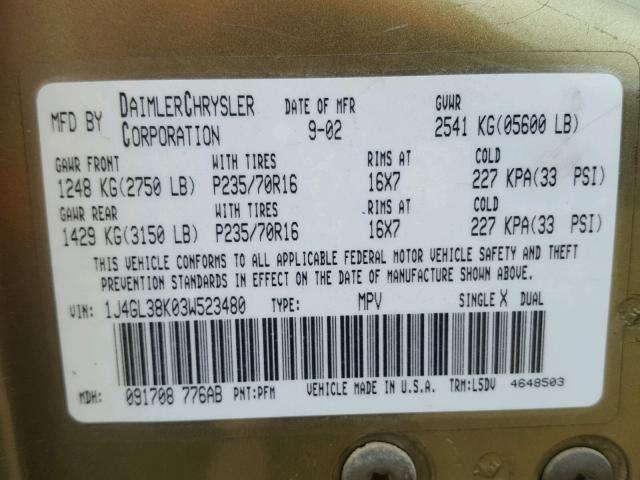 MFD BY DAIMLERCHRYSLER CORPORATION DATE OF MFR 9-02 GVWR 2541 KG(05600 LB)
GAWR FRONT WITH TIRES RIMS AT COLD
1248 KG(2750 LB) P235/70R16 16X7 227 KPA(33 PSI)
GAWR REAR WITH TIRES RIMS AT COLD
1429 KG(3150 LB) P235/70R16 16X7 227 KPA(33 PSI)
THIS VEHICLE CONFORMS TO ALL APPLICABLE FEDERAL MOTOR VEHICLE SAFETY AND THEFT
PREVENTION STANDARDS IN EFFECT ON THE DATE OF MANUFACTURE SHOWN ABOVE.
VIN: 1J4GL38K03W523480 TYPE: MPV SINGLE X DUAL
MDH: 091708 776AB PNT:PFM VEHICLE MADE IN U.S.A. TRM:L5DV 4648503